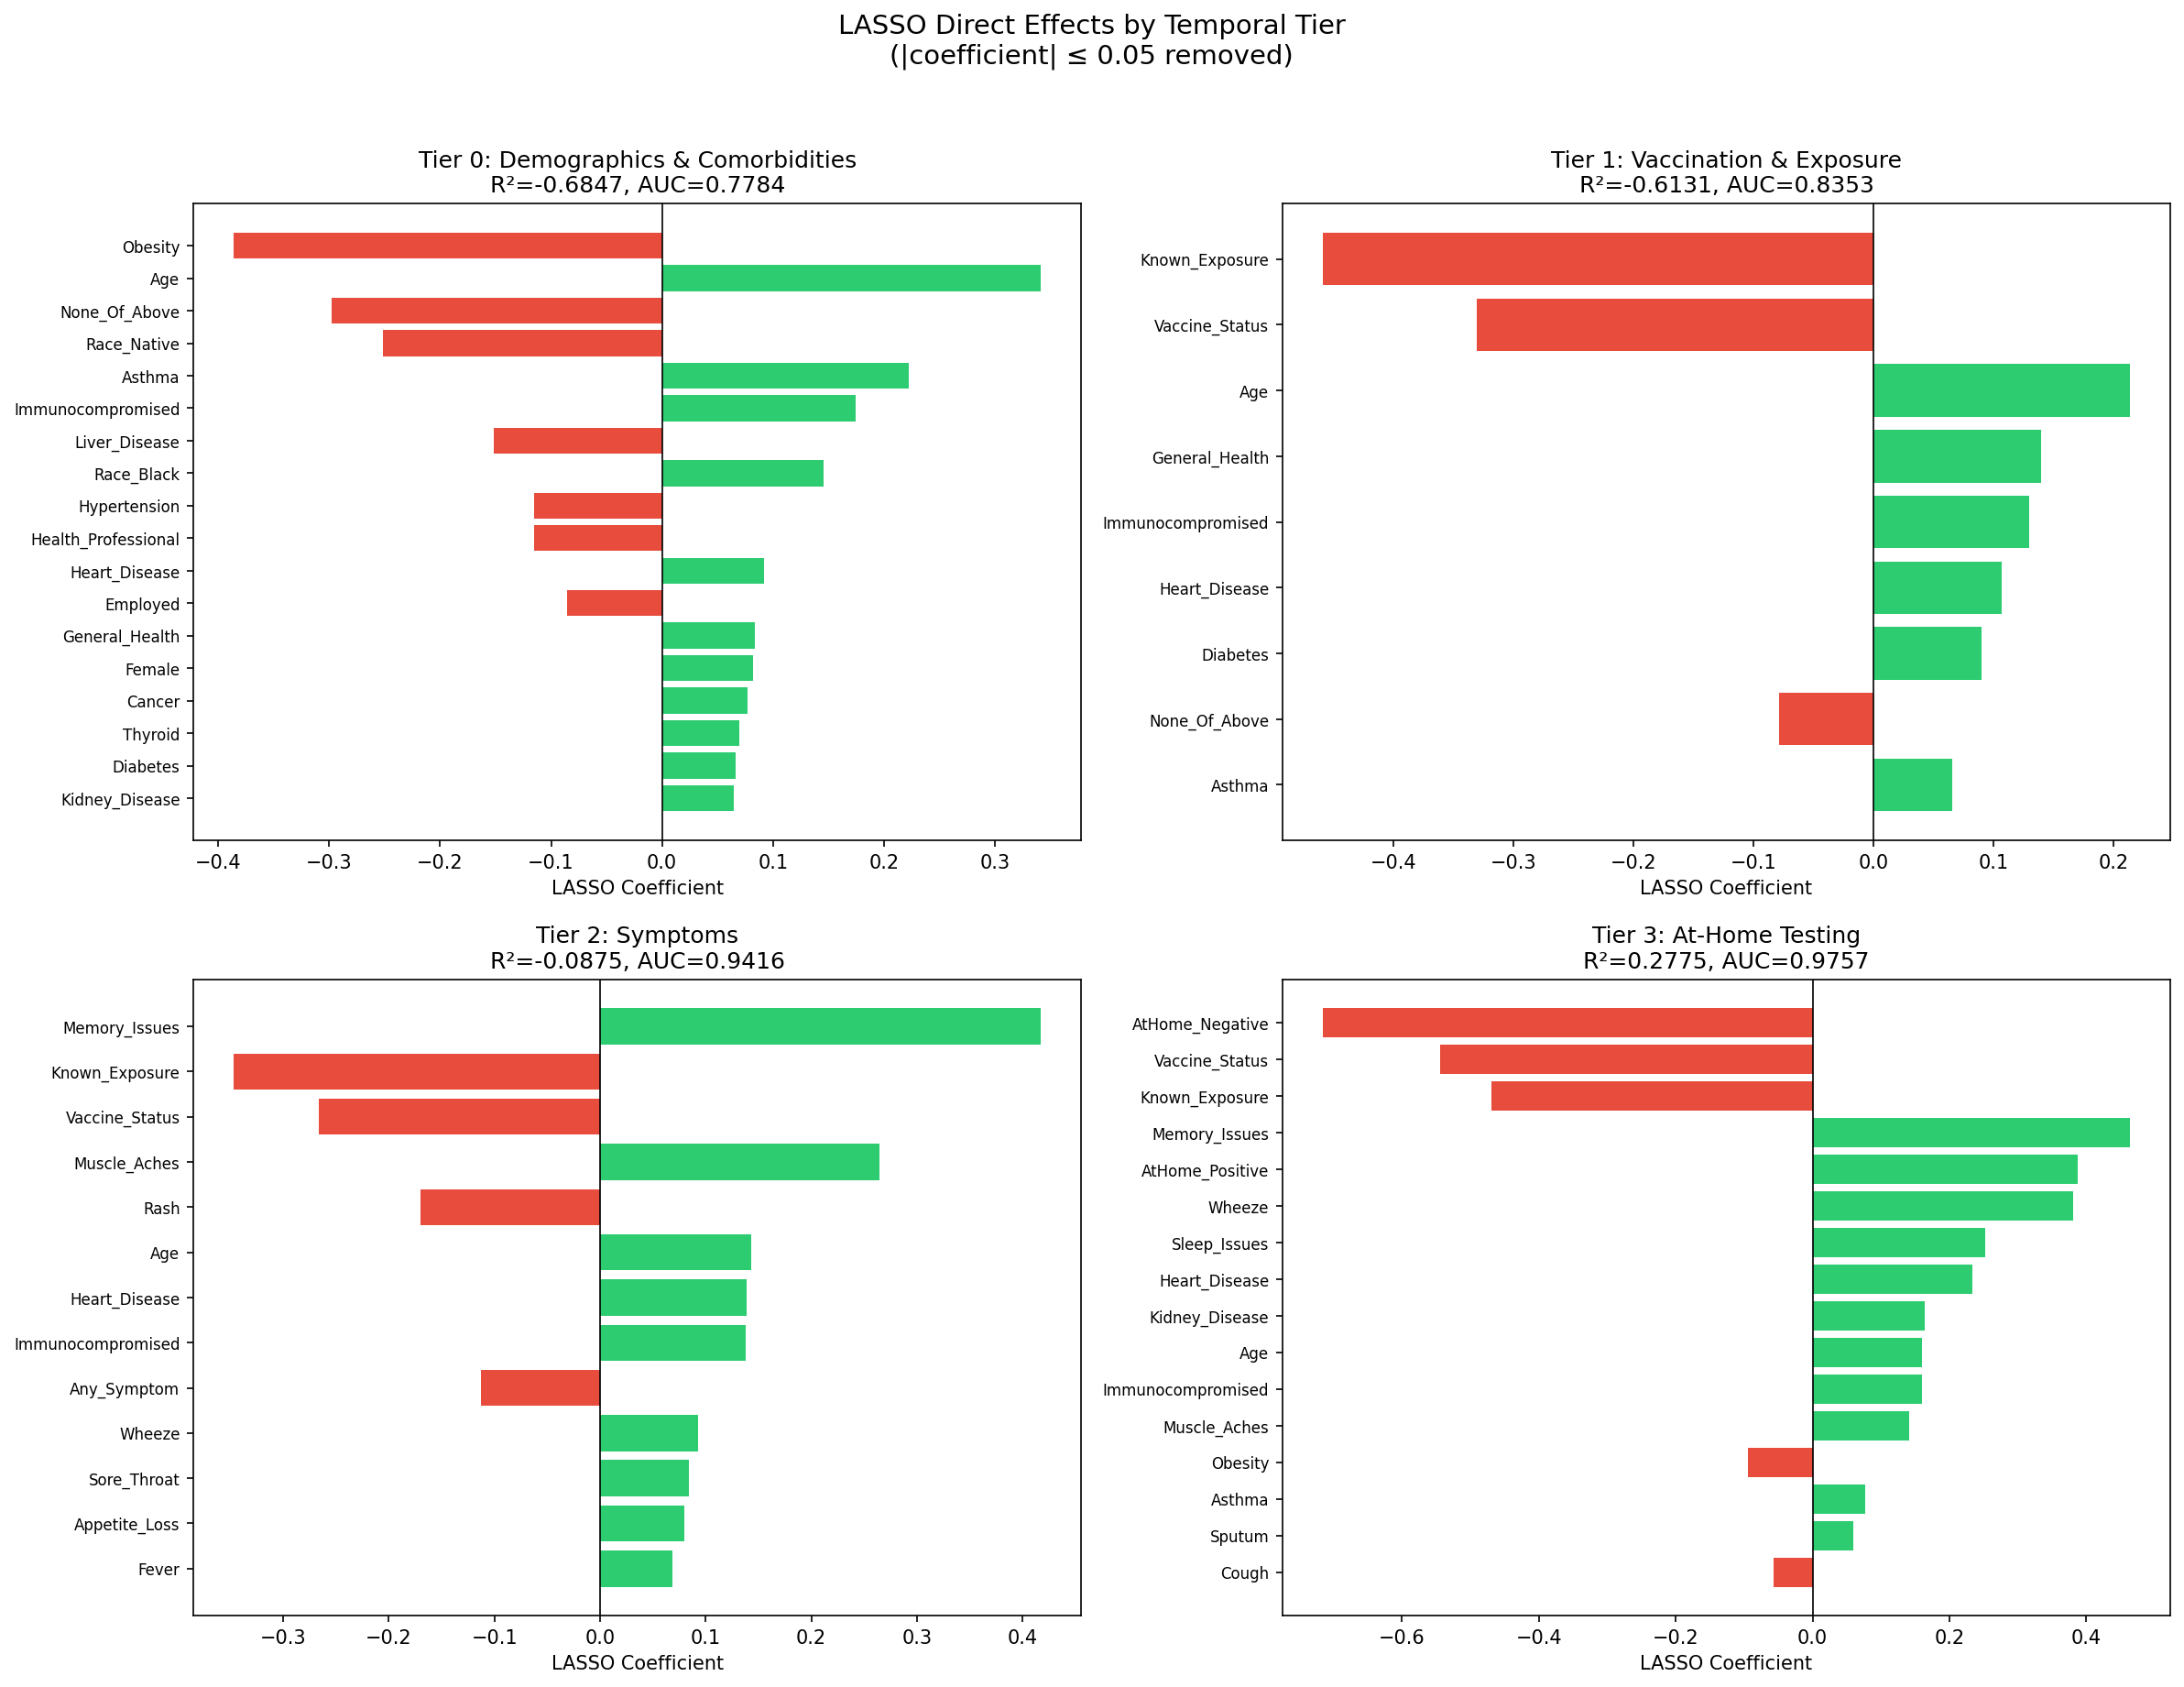 LASSO Direct Effects by Temporal Tier
(|coefficient| ≤ 0.05 removed)
Tier 0: Demographics & Comorbidities
R²=-0.6847, AUC=0.7784
Obesity
Age
None_Of_Above
Race_Native
Asthma
Immunocompromised
Liver_Disease
Race_Black
Hypertension
Health_Professional
Heart_Disease
Employed
General_Health
Female
Cancer
Thyroid
Diabetes
Kidney_Disease
−0.4 −0.3 −0.2 −0.1 0.0 0.1 0.2 0.3
LASSO Coefficient
Tier 1: Vaccination & Exposure
R²=-0.6131, AUC=0.8353
Known_Exposure
Vaccine_Status
Age
General_Health
Immunocompromised
Heart_Disease
Diabetes
None_Of_Above
Asthma
−0.4 −0.3 −0.2 −0.1 0.0 0.1 0.2
LASSO Coefficient
Tier 2: Symptoms
R²=-0.0875, AUC=0.9416
Memory_Issues
Known_Exposure
Vaccine_Status
Muscle_Aches
Rash
Age
Heart_Disease
Immunocompromised
Any_Symptom
Wheeze
Sore_Throat
Appetite_Loss
Fever
−0.3 −0.2 −0.1 0.0 0.1 0.2 0.3 0.4
LASSO Coefficient
Tier 3: At-Home Testing
R²=0.2775, AUC=0.9757
AtHome_Negative
Vaccine_Status
Known_Exposure
Memory_Issues
AtHome_Positive
Wheeze
Sleep_Issues
Heart_Disease
Kidney_Disease
Age
Immunocompromised
Muscle_Aches
Obesity
Asthma
Sputum
Cough
−0.6 −0.4 −0.2 0.0 0.2 0.4
LASSO Coefficient